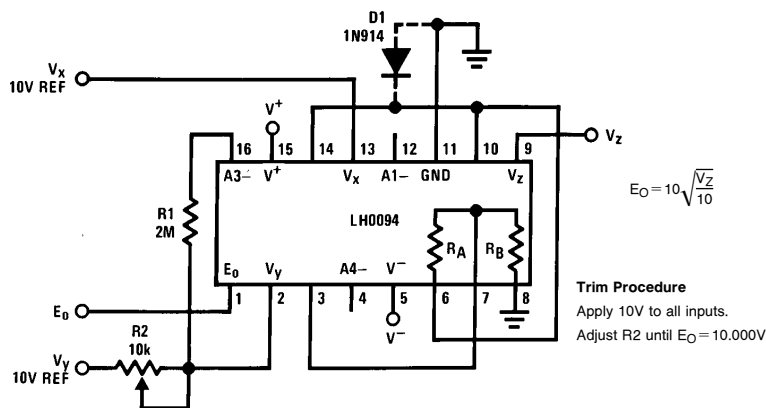 D1
1N914
Vx
10V REF
V+
Vz
16 15 14 13 12 11 10 9
A3– V+ Vx A1– GND Vz
EO=10√VZ/10
R1
2M
LH0094
RA RB
Eo Vy A4– V–
1 2 3 4 5 6 7 8
Eo
V–
R2
10k
Vy
10V REF
Trim Procedure
Apply 10V to all inputs.
Adjust R2 until EO=10.000V